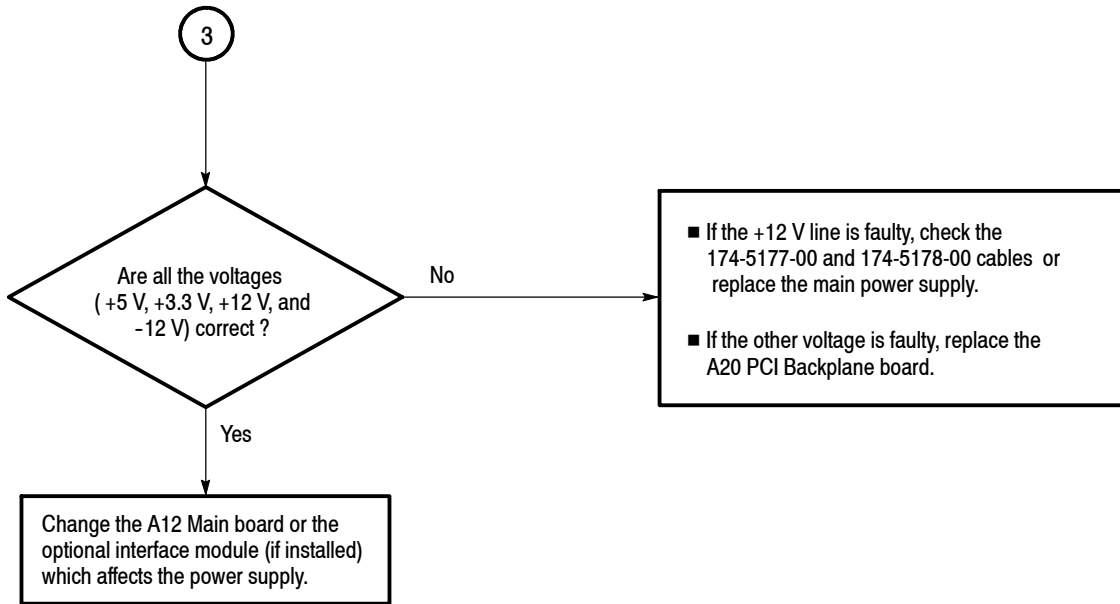 3
Are all the voltages
( +5 V, +3.3 V, +12 V, and
-12 V) correct ?
No
■ If the +12 V line is faulty, check the
174-5177-00 and 174-5178-00 cables or
replace the main power supply.
■ If the other voltage is faulty, replace the
A20 PCI Backplane board.
Yes
Change the A12 Main board or the
optional interface module (if installed)
which affects the power supply.